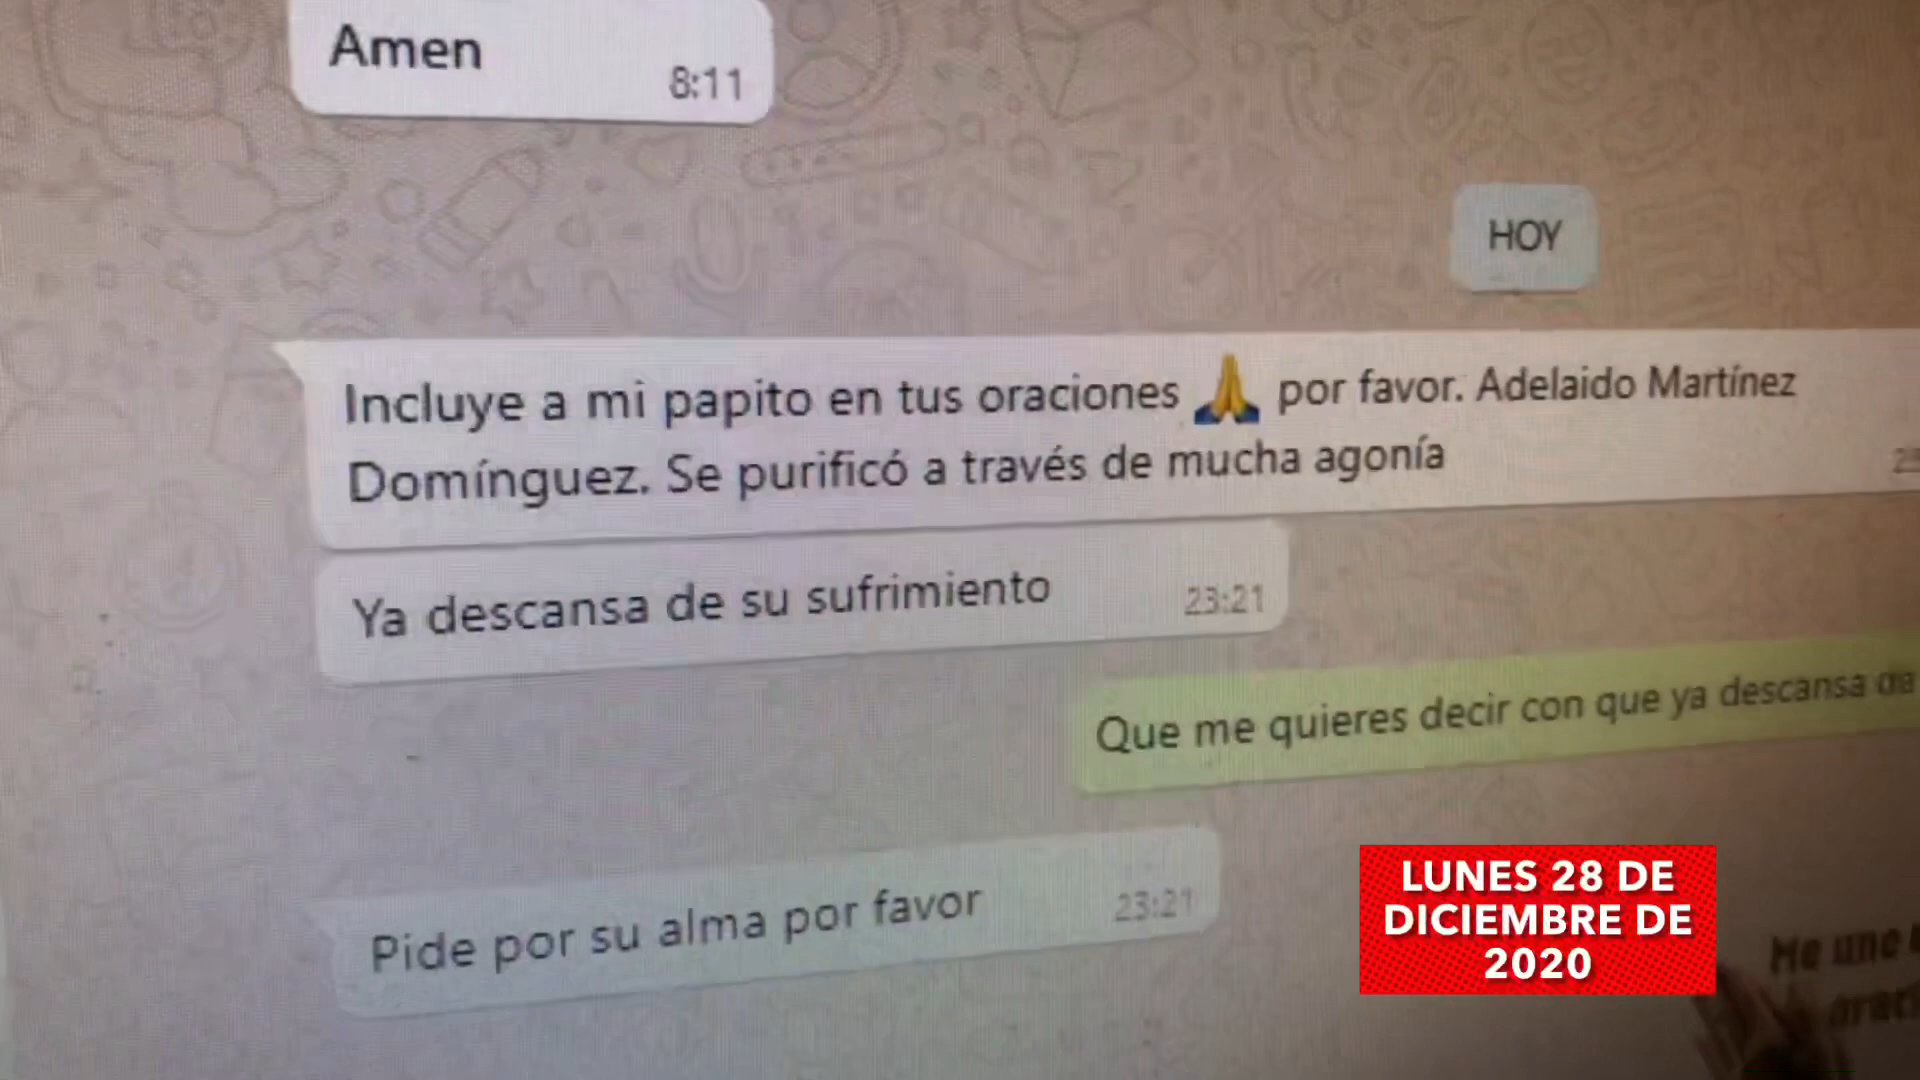 Amen
8:11
HOY
Incluye a mi papito en tus oraciones 🙏 por favor. Adelaido Martínez
Domínguez. Se purificó a través de mucha agonía
Ya descansa de su sufrimiento
23:21
Que me quieres decir con que ya descansa
Pide por su alma por favor
23:21
LUNES 28 DE
DICIEMBRE DE
2020
Me une